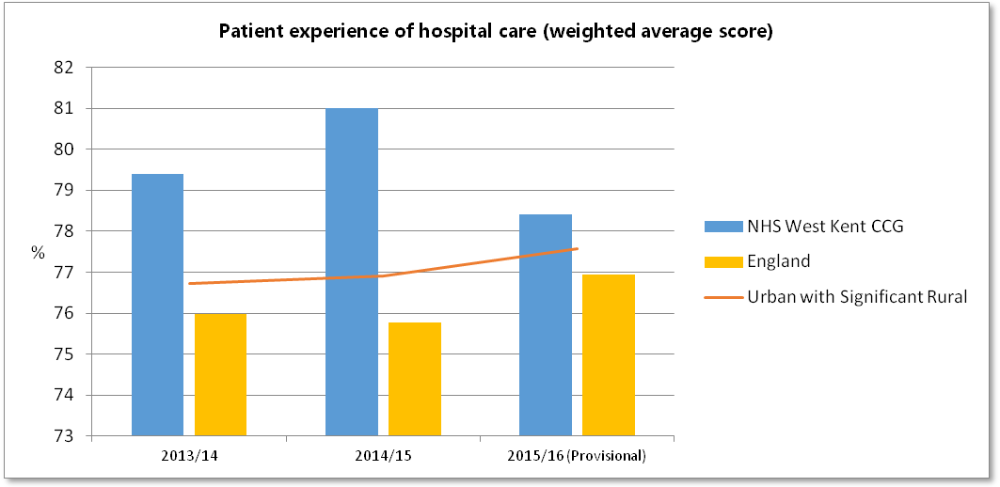 Patient experience of hospital care (weighted average score)
82
81
80
79
78
%
77
76
75
74
73
2013/14
2014/15
2015/16 (Provisional)
NHS West Kent CCG
England
Urban with Significant Rural